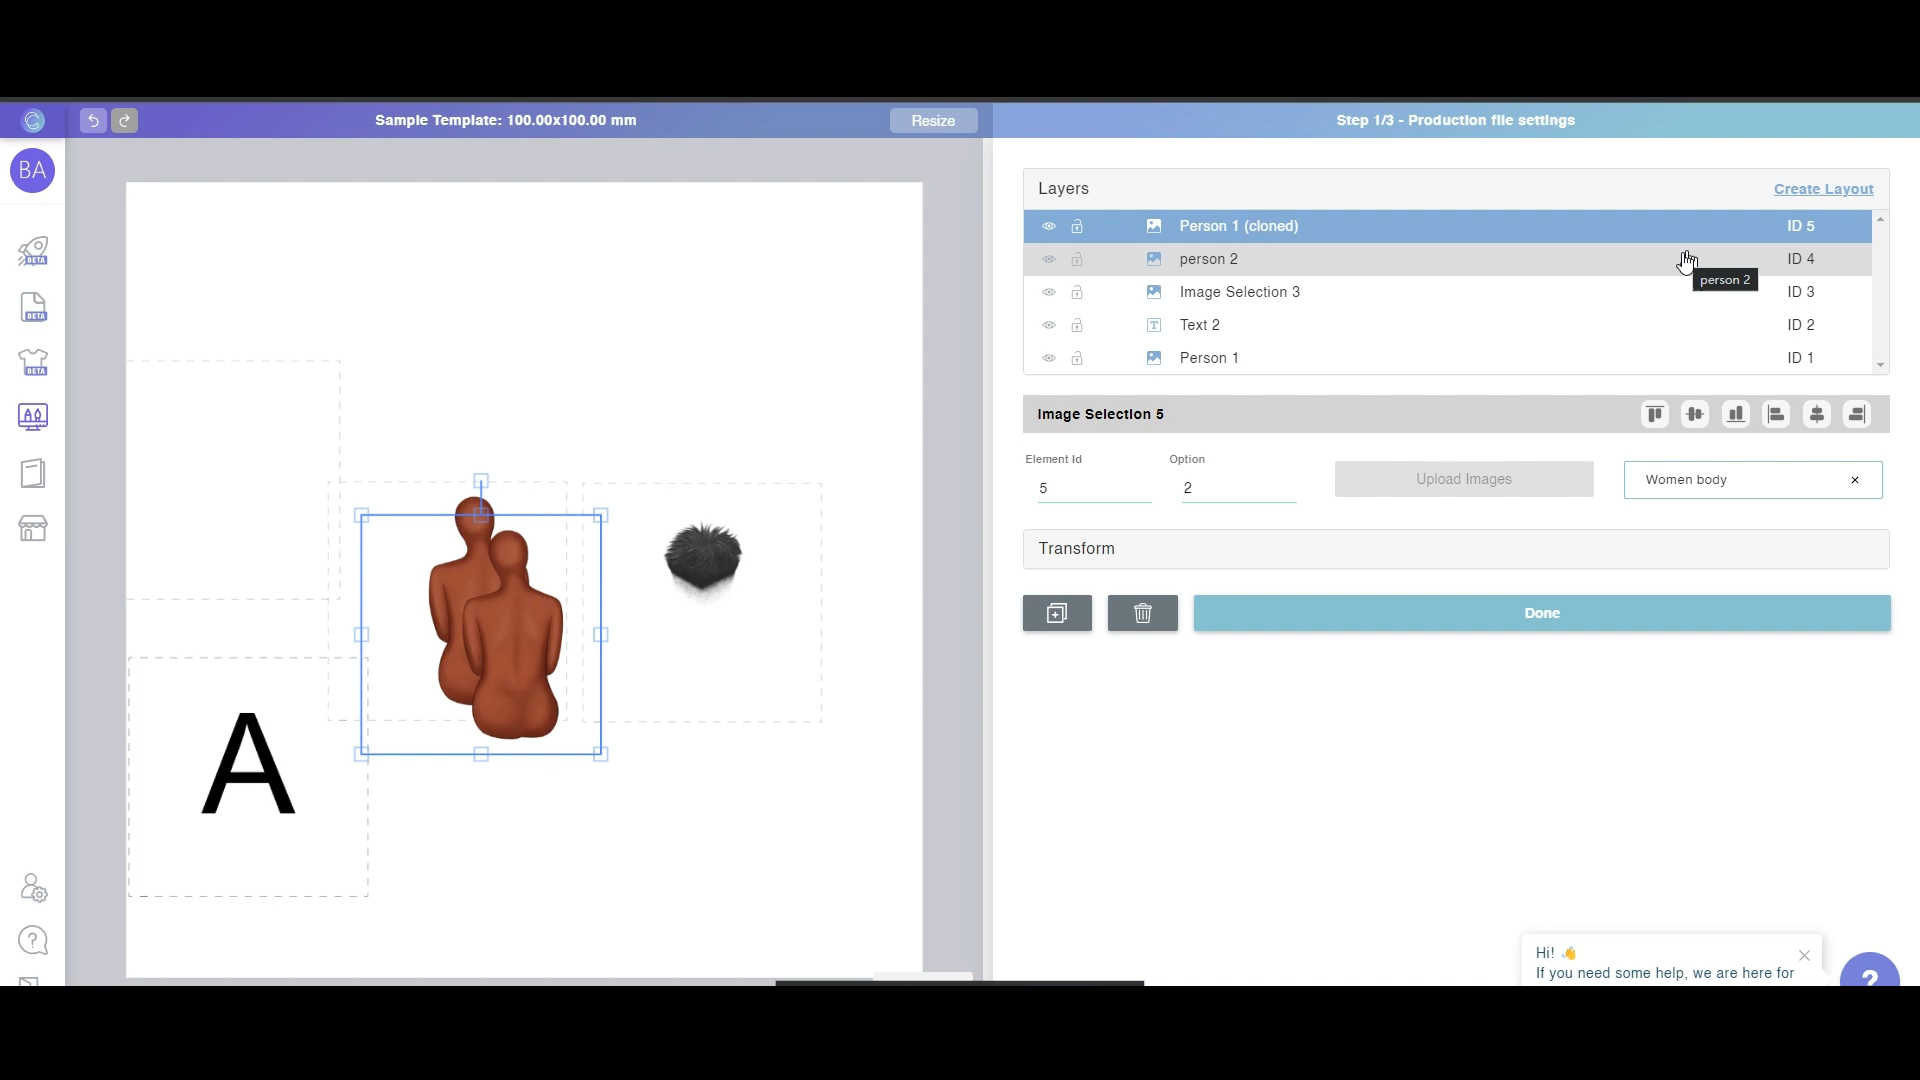 Sample Template: 100.00x100.00 mm
Resize
Step 1/3 - Production file settings
BA
BETA
BETA
BETA
A
Layers
Create Layout
Person 1 (cloned)
ID 5
person 2
ID 4
person 2
Image Selection 3
ID 3
T
Text 2
ID 2
Person 1
ID 1
Image Selection 5
Element Id
Option
5
2
Upload Images
Women body
×
Transform
Done
Hi! 👋
If you need some help, we are here for
?